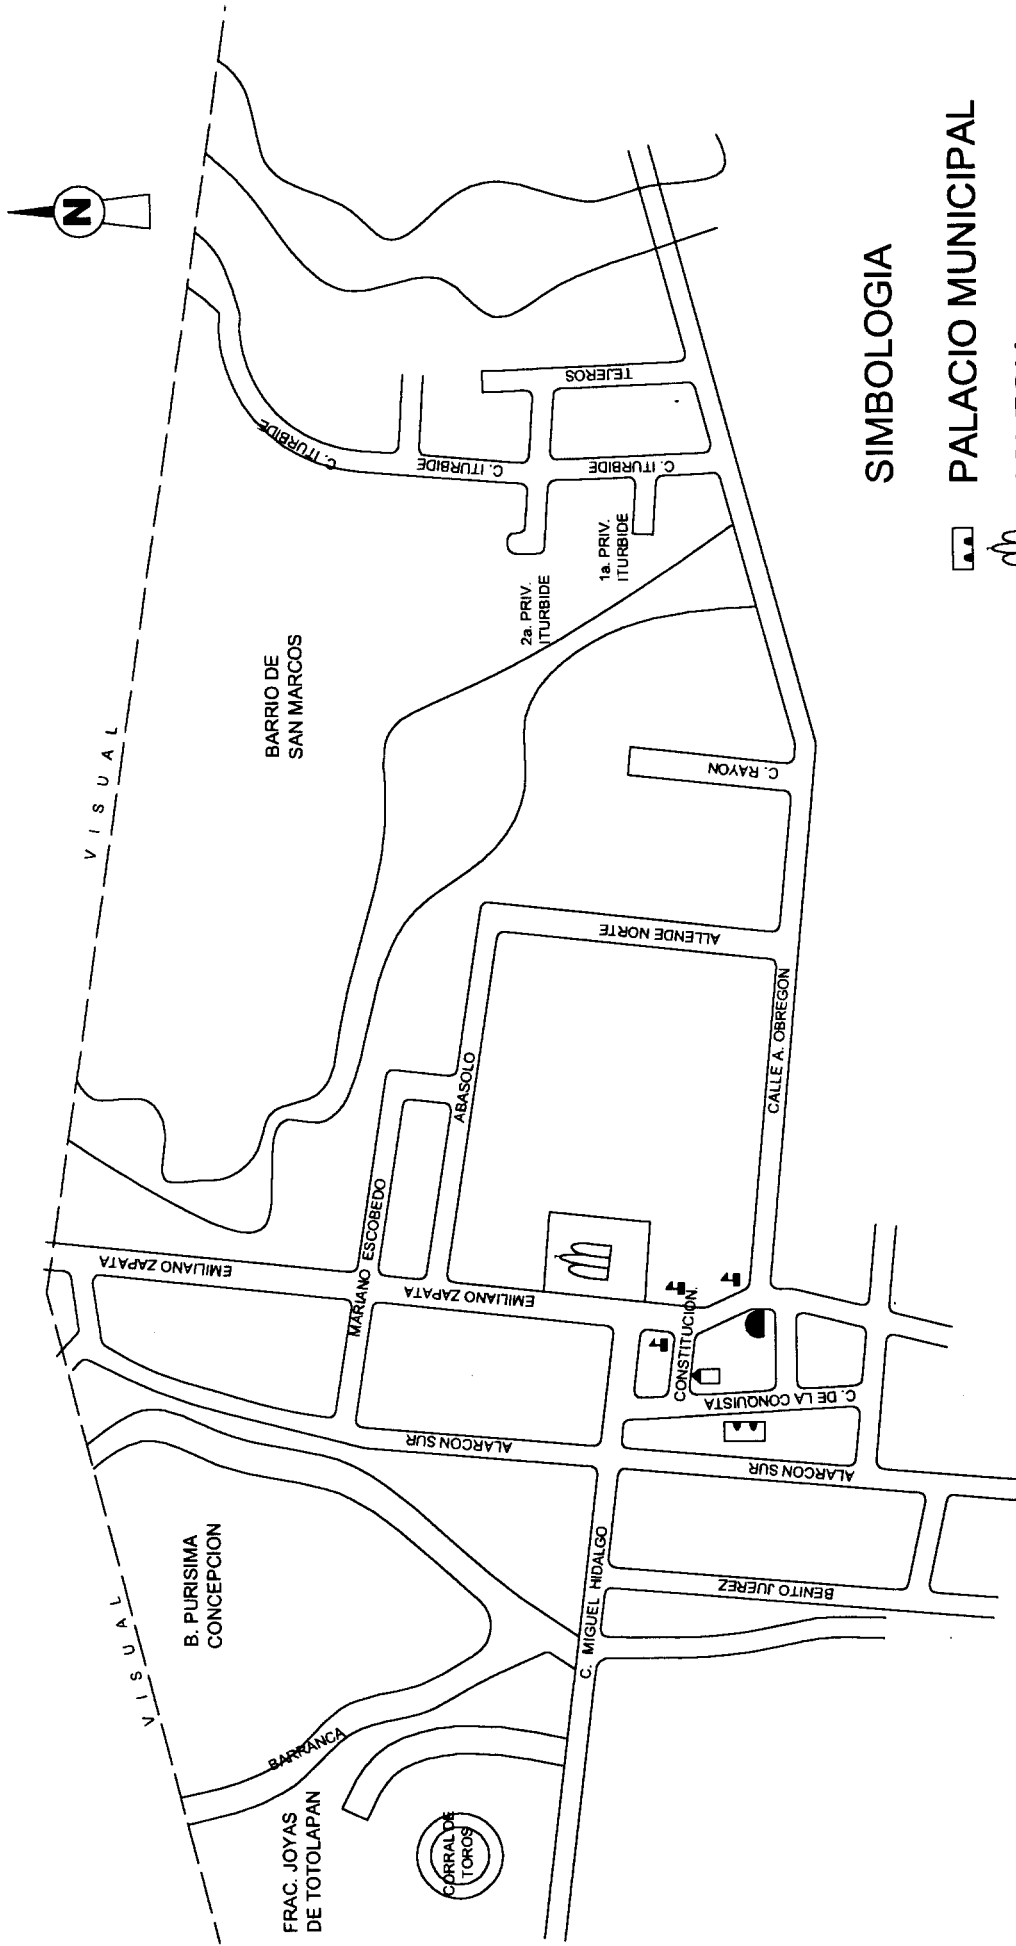 N
VISUAL
VISUAL
BARRIO DE
SAN MARCOS
B. PURISIMA
CONCEPCION
FRAC. JOYAS
DE TOTOLAPAN
BARRANCA
CORRAL DE
TOROS
C. MIGUEL HIDALGO
BENITO JUEREZ
ALARCON SUR
ALARCON SUR
C. DE LA CONQUISTA
CONSTITUCION.
EMILIANO ZAPATA
EMILIANO ZAPATA
MARIANO ESCOBEDO
ABASOLO
ALLENDE NORTE
CALLE A. OBREGON
C. RAYON
2a. PRIV.
ITURBIDE
1a. PRIV.
ITURBIDE
C. ITURBIDE
C. ITURBIDE
C. ITURBIDE
TEJEROS
SIMBOLOGIA
PALACIO MUNICIPAL